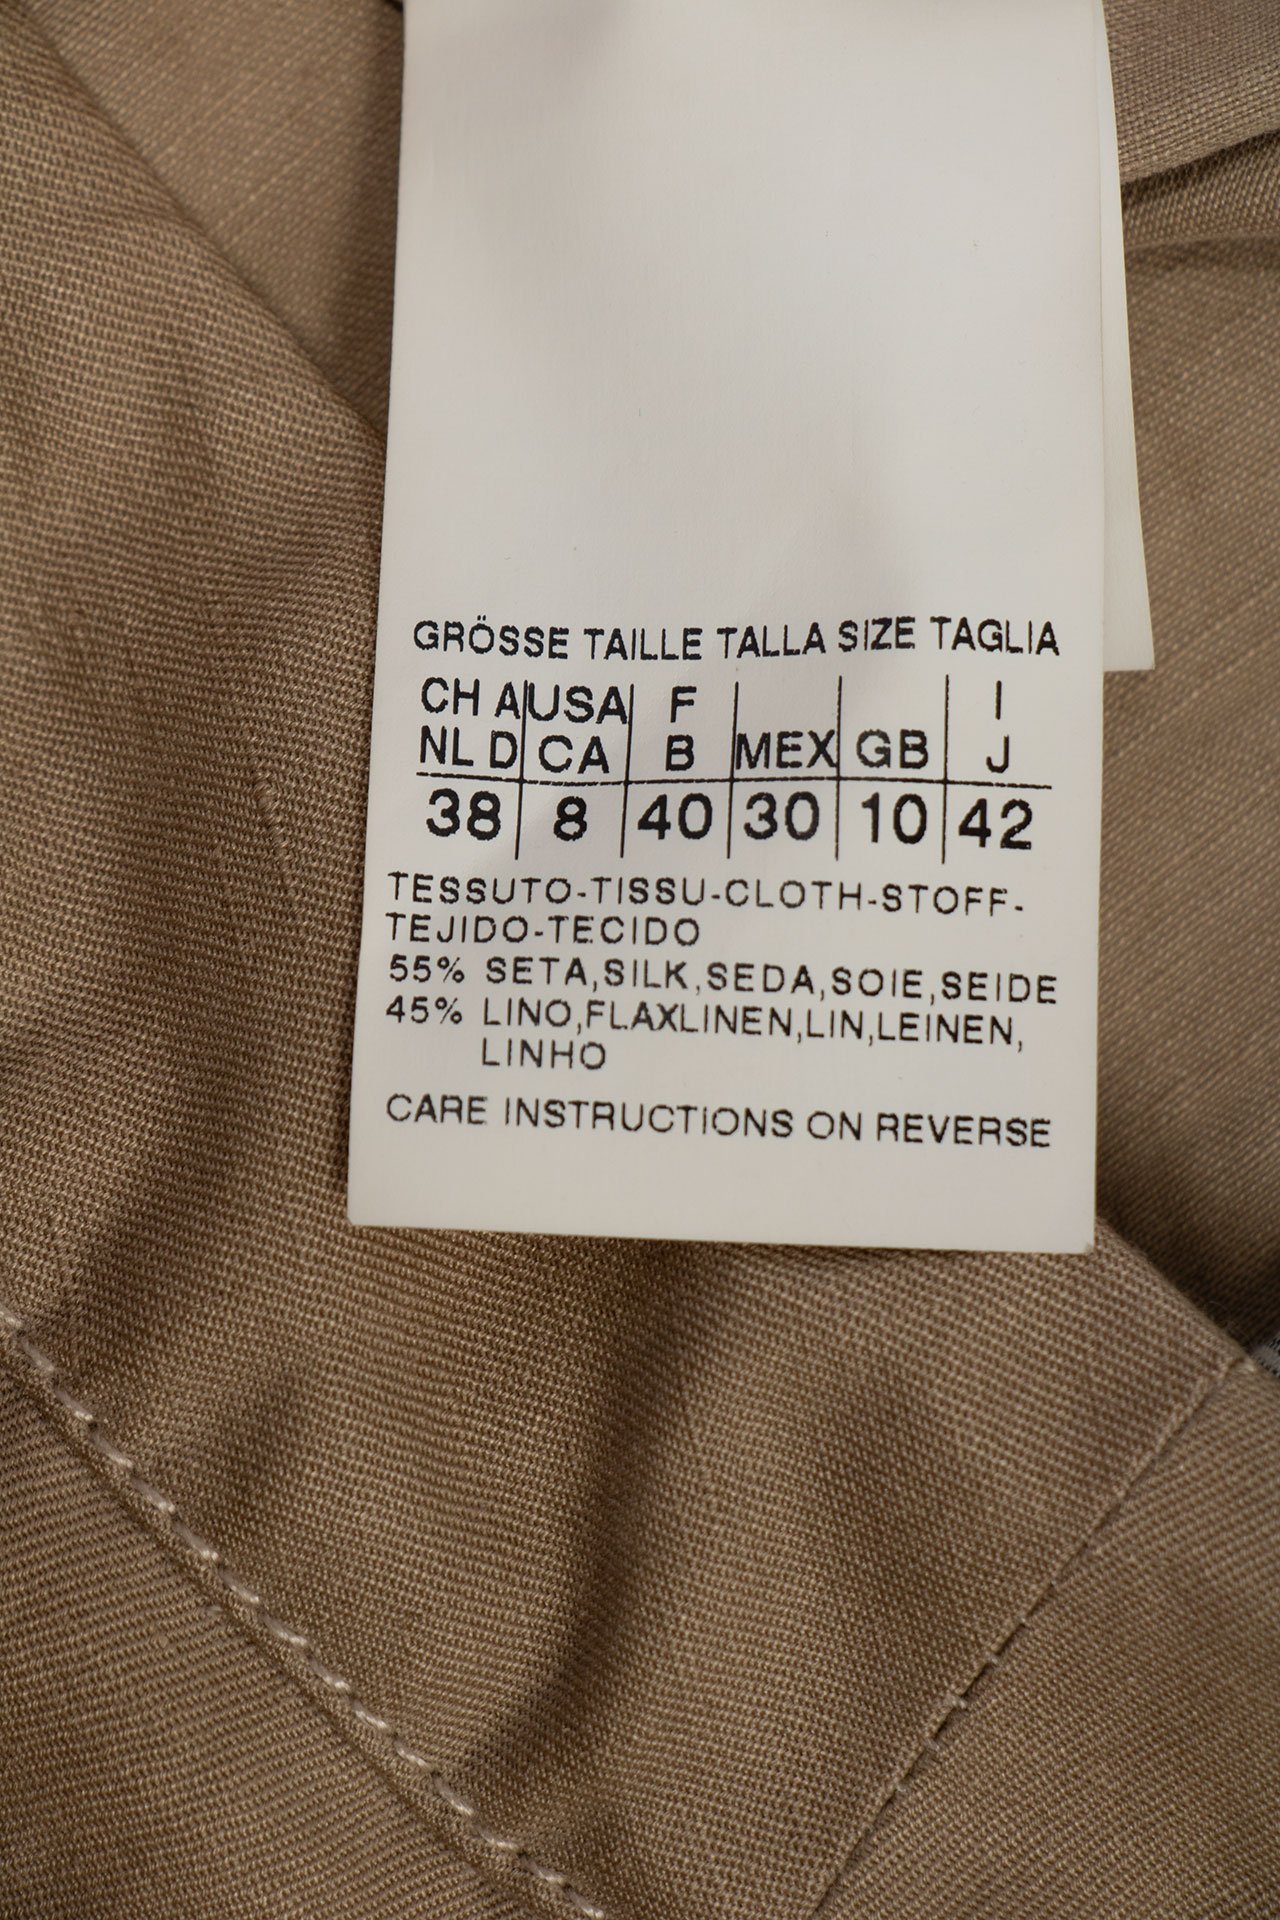 GRÖSSE TAILLE TALLA SIZE TAGLIA
CH A USA F I
NL D CA B MEX GB J
38 8 40 30 10 42
TESSUTO-TISSU-CLOTH-STOFF-
TEJIDO-TECIDO
55% SETA,SILK,SEDA,SOIE,SEIDE
45% LINO,FLAXLINEN,LIN,LEINEN,
LINHO
CARE INSTRUCTIONS ON REVERSE